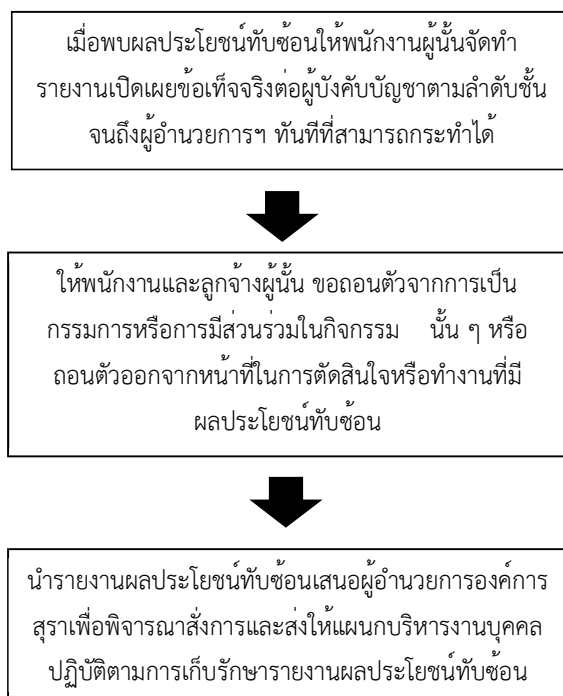 เมื่อพบผลประโยชน์ทับซ้อนให้พนักงานผู้นั้นจัดทำ
รายงานเปิดเผยข้อเท็จจริงต่อผู้บังคับบัญชาตามลำดับชั้น
จนถึงผู้อำนวยการฯ ทันทีที่สามารถกระทำได้
ให้พนักงานและลูกจ้างผู้นั้น ขอถอนตัวจากการเป็น
กรรมการหรือการมีส่วนร่วมในกิจกรรม นั้น ๆ หรือ
ถอนตัวออกจากหน้าที่ในการตัดสินใจหรือทำงานที่มี
ผลประโยชน์ทับซ้อน
นำรายงานผลประโยชน์ทับซ้อนเสนอผู้อำนวยการองค์การ
สุราเพื่อพิจารณาสั่งการและส่งให้แผนกบริหารงานบุคคล
ปฏิบัติตามการเก็บรักษารายงานผลประโยชน์ทับซ้อน